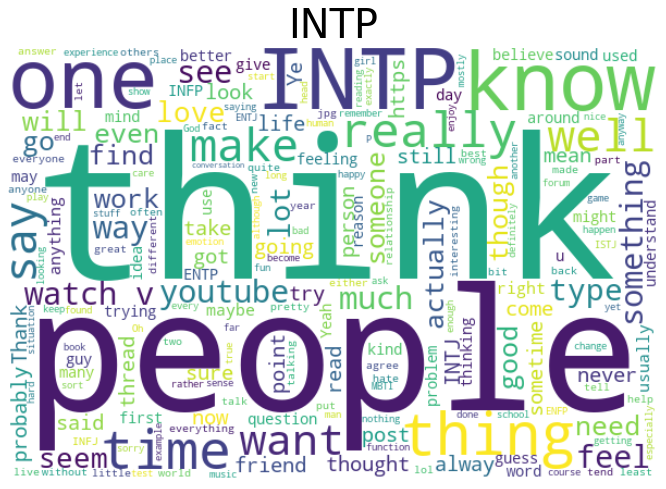 INTP
one
INTP
know
think
people
answer
experience
others
place
let
show
INFP
better
see
give
look
love
Ye
girl
start
reading
exactly
mostly
head
saying
ENTJ
jpg
human
https
believe
sound
used
day
enjoy
remember
around
nice
anyway
will
mind
God
fact
life
really
well
go
even
make
end
everyone
find
care
quite
feeling
still
best
wrong
another
mean
part
may
anyone
play
conversation
although
long
happy
p
made
forum
though
say
anything
work
stuff
often
use
new
year
lot
person
reason
someone
relationship
definitely
game
might
happen
ISTJ
something
understand
looking
way
great
different
idea
take
got
ENTP
emotion
become
bad
going
fun
interesting
actually
bit
u
back
watch v
youtube
try
much
either
ask
type
right
come
yet
trying
maybe
every
pretty
enough
keep
found
Oh
two
far
true
Yeah
kind
INTJ
thinking
good
sometime
never
usually
probably
Thank
situation
book
guy
many
thread
sure
rather
sense
point
talking
read
agree
hate
MBTI
problem
change
tell
hard
sort
said
first
now
talk
question
put
man
nothing
post
done
school
thing
ENFP
need
help
especially
seem
INFJ
time
sorry
example
want
everything
friend
thought
function
alway
guess
word
getting
feel
live
without
little
test
world
music
lol
course
tend
least